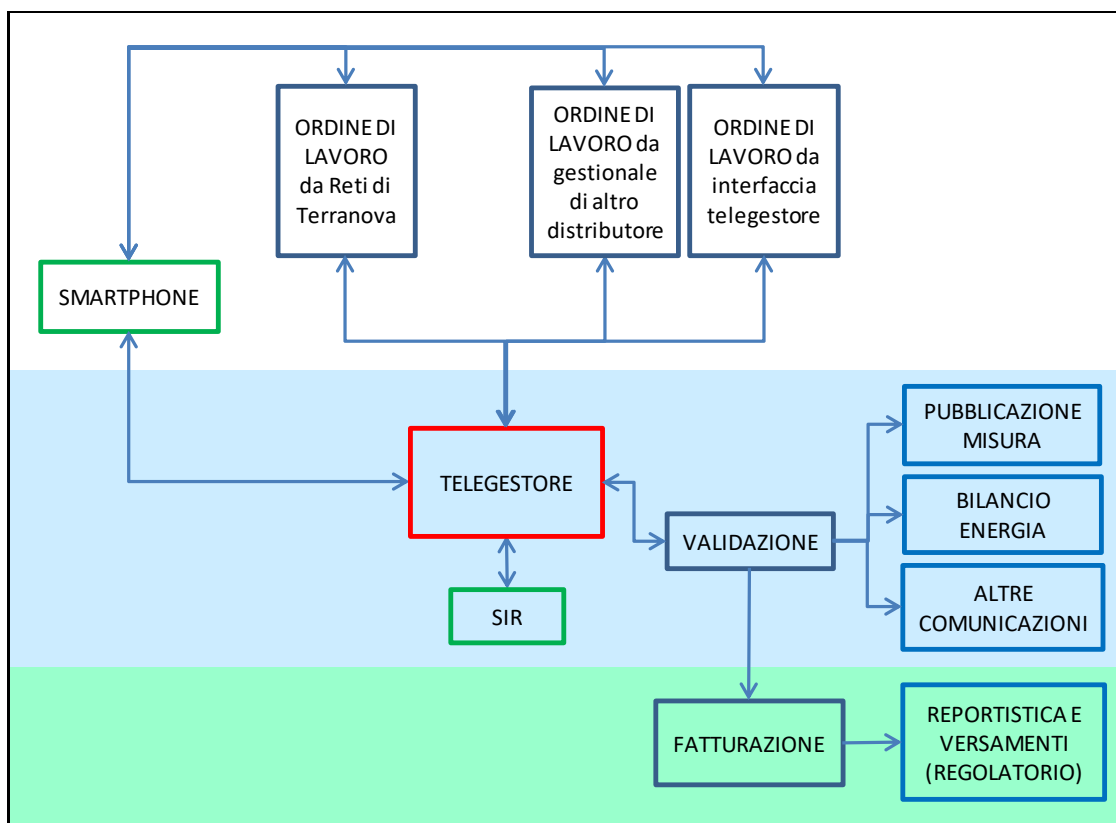 ORDINE DI
LAVORO
da Reti di
Terranova
ORDINE DI
LAVORO da
gestionale
di altro
distributore
ORDINE DI
LAVORO da
interfaccia
telegestore
SMARTPHONE
TELEGESTORE
SIR
VALIDAZIONE
PUBBLICAZIONE
MISURA
BILANCIO
ENERGIA
ALTRE
COMUNICAZIONI
FATTURAZIONE
REPORTISTICA E
VERSAMENTI
(REGOLATORIO)